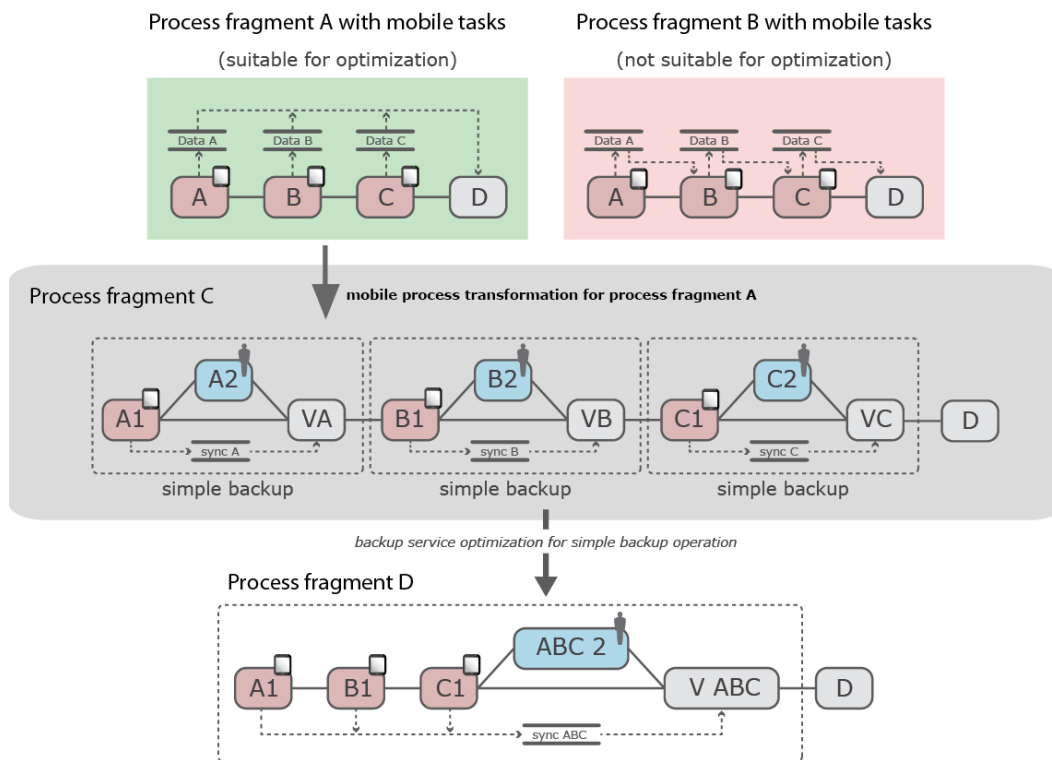 Process fragment A with mobile tasks
(suitable for optimization)
Process fragment B with mobile tasks
(not suitable for optimization)
Data A
Data B
Data C
A
B
C
D
Data A
Data B
Data C
A
B
C
D
Process fragment C
mobile process transformation for process fragment A
A2
B2
C2
A1
VA
B1
VB
C1
VC
D
sync A
sync B
sync C
simple backup
simple backup
simple backup
backup service optimization for simple backup operation
Process fragment D
ABC 2
A1
B1
C1
V ABC
D
sync ABC